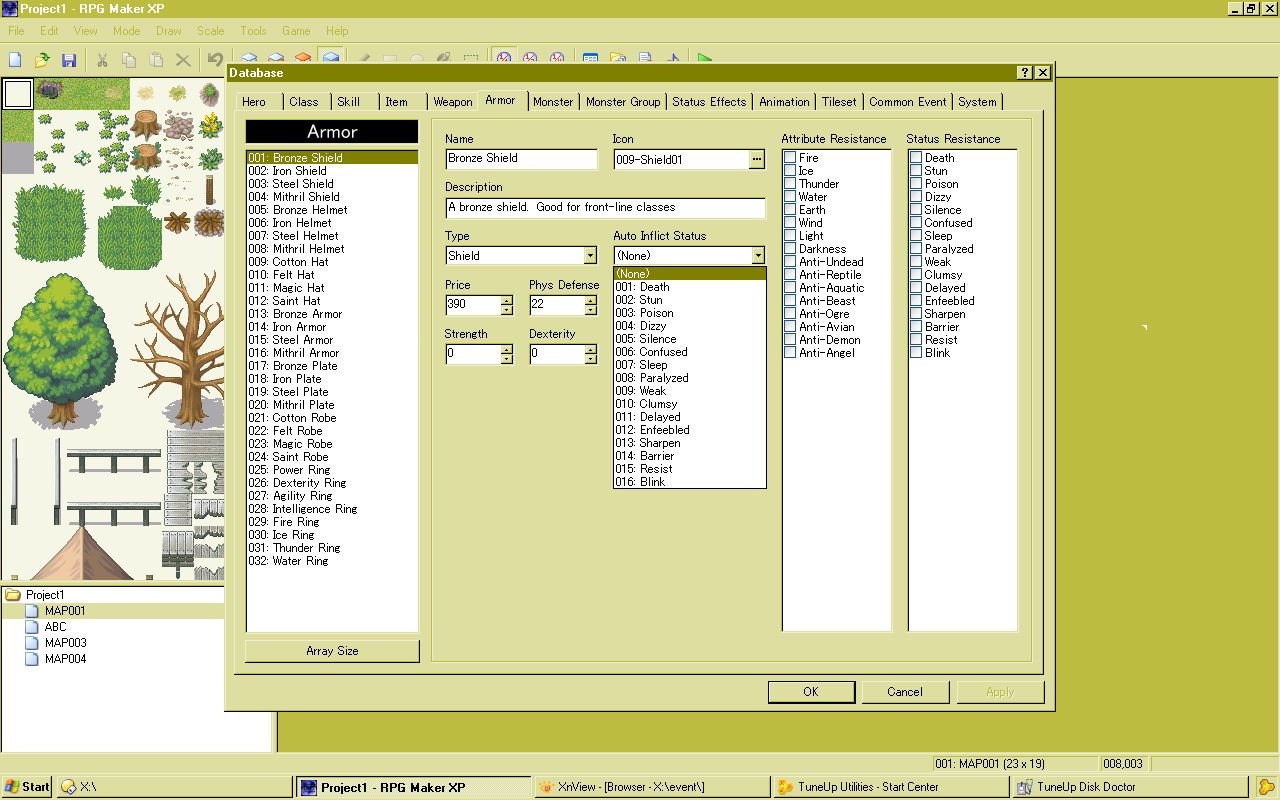 Project1 - RPG Maker XP
File Edit View Mode Draw Scale Tools Game Help
Database
Hero Class Skill Item Weapon Armor Monster Monster Group Status Effects Animation Tileset Common Event System
Armor
001: Bronze Shield
002: Iron Shield
003: Steel Shield
004: Mithril Shield
005: Bronze Helmet
006: Iron Helmet
007: Steel Helmet
008: Mithril Helmet
009: Cotton Hat
010: Felt Hat
011: Magic Hat
012: Saint Hat
013: Bronze Armor
014: Iron Armor
015: Steel Armor
016: Mithril Armor
017: Bronze Plate
018: Iron Plate
019: Steel Plate
020: Mithril Plate
021: Cotton Robe
022: Felt Robe
023: Magic Robe
024: Saint Robe
025: Power Ring
026: Dexterity Ring
027: Agility Ring
028: Intelligence Ring
029: Fire Ring
030: Ice Ring
031: Thunder Ring
032: Water Ring
Array Size
Name
Bronze Shield
Icon
009-Shield01
Description
A bronze shield.  Good for front-line classes
Type
Shield
Auto Inflict Status
(None)
Price
390
Phys Defense
22
Strength
0
Dexterity
0
(None)
001: Death
002: Stun
003: Poison
004: Dizzy
005: Silence
006: Confused
007: Sleep
008: Paralyzed
009: Weak
010: Clumsy
011: Delayed
012: Enfeebled
013: Sharpen
014: Barrier
015: Resist
016: Blink
Attribute Resistance
Fire
Ice
Thunder
Water
Earth
Wind
Light
Darkness
Anti-Undead
Anti-Reptile
Anti-Aquatic
Anti-Beast
Anti-Ogre
Anti-Avian
Anti-Demon
Anti-Angel
Status Resistance
Death
Stun
Poison
Dizzy
Silence
Confused
Sleep
Paralyzed
Weak
Clumsy
Delayed
Enfeebled
Sharpen
Barrier
Resist
Blink
OK Cancel Apply
Project1
MAP001
ABC
MAP003
MAP004
001: MAP001 (23 x 19) 008,003
Start X:\ Project1 - RPG Maker XP XnView - [Browser - X:\event\] TuneUp Utilities - Start Center TuneUp Disk Doctor